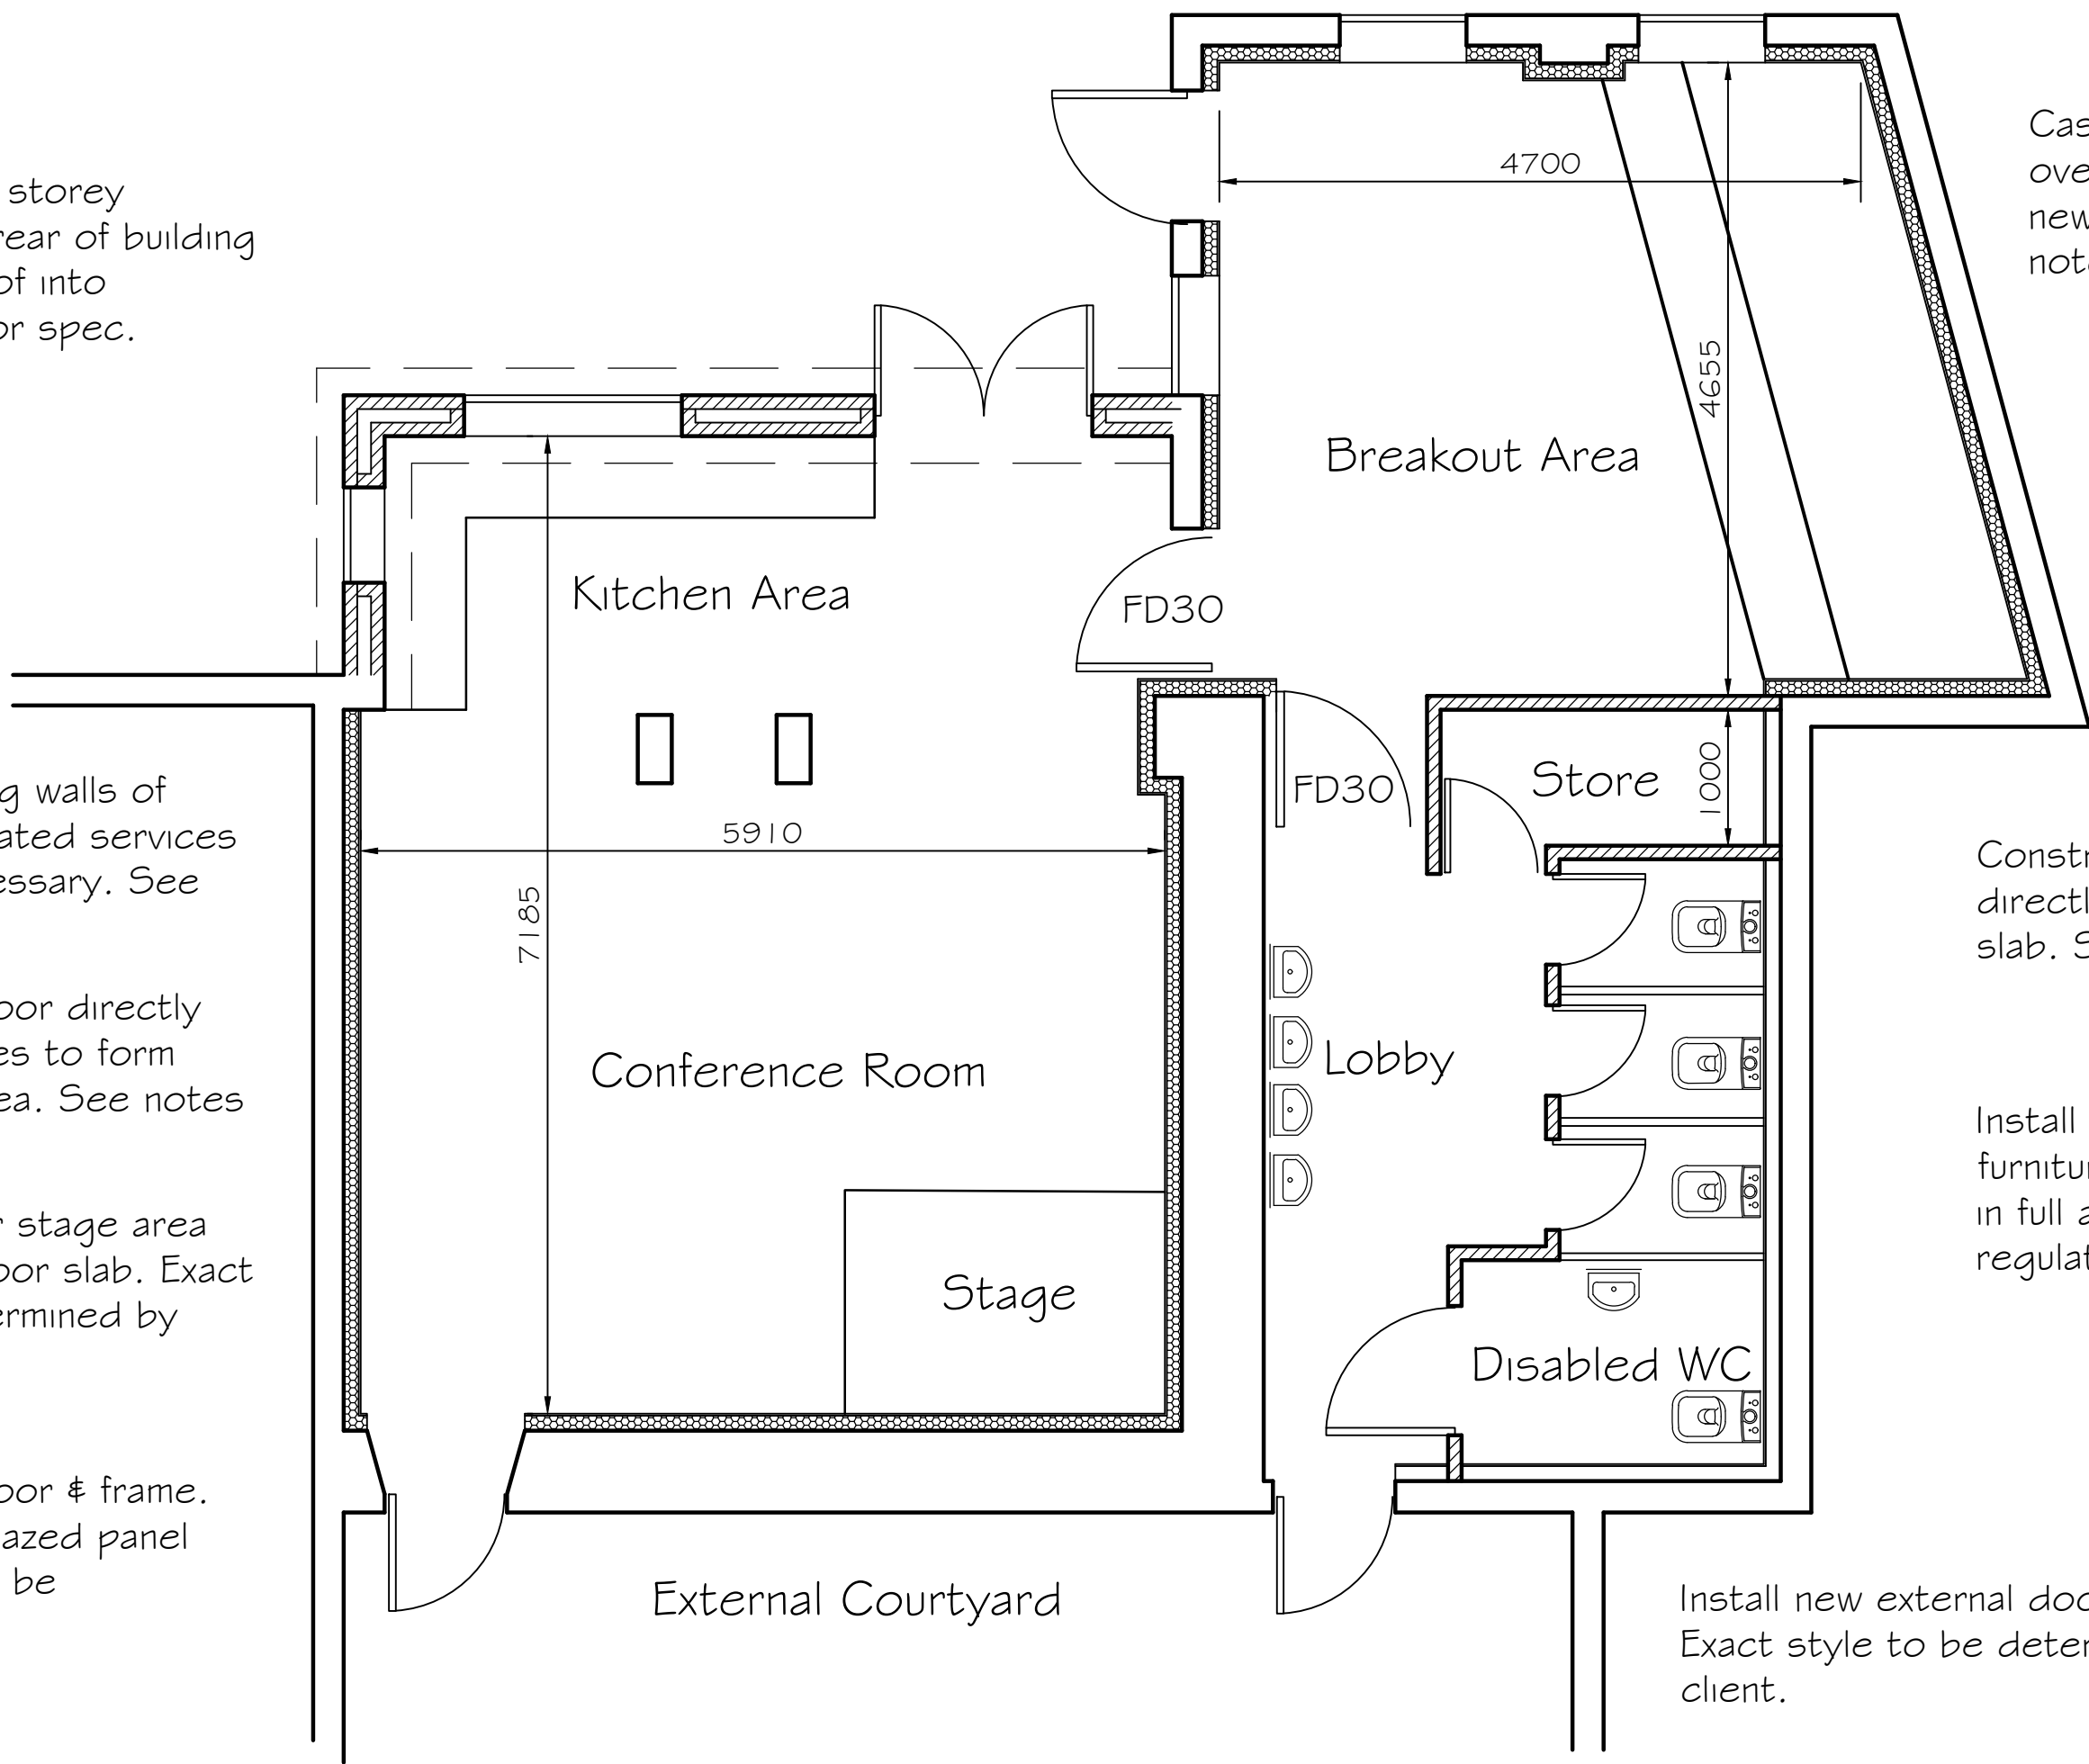 storey
rear of building
of into
or spec.
g walls of
ated services
essary. See
oor directly
es to form
ea. See notes
r stage area
oor slab. Exact
ermined by
oor & frame.
azed panel
be
4700
4655
Breakout Area
Kitchen Area
FD30
FD30
Store
1000
5910
7185
Conference Room
Lobby
Stage
Disabled WC
External Courtyard
Cas
ove
new
not
Constr
directl
slab. S
Install
furnitur
in full a
regulat
Install new external doo
Exact style to be deter
client.